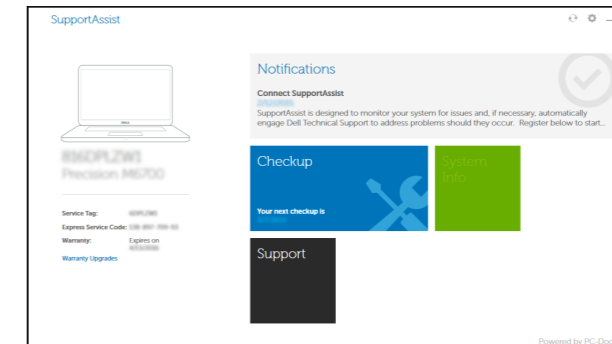 SupportAssist
Notifications
Connect SupportAssist
SupportAssist is designed to monitor your system for issues and, if necessary, automatically
engage Dell Technical Support to address problems should they occur. Register below to start...
Precision M6700
Checkup
System
Info
Your next checkup is
Service Tag:
Express Service Code:
Warranty: Expires on
Warranty Upgrades
Support
Powered by PC-Doc